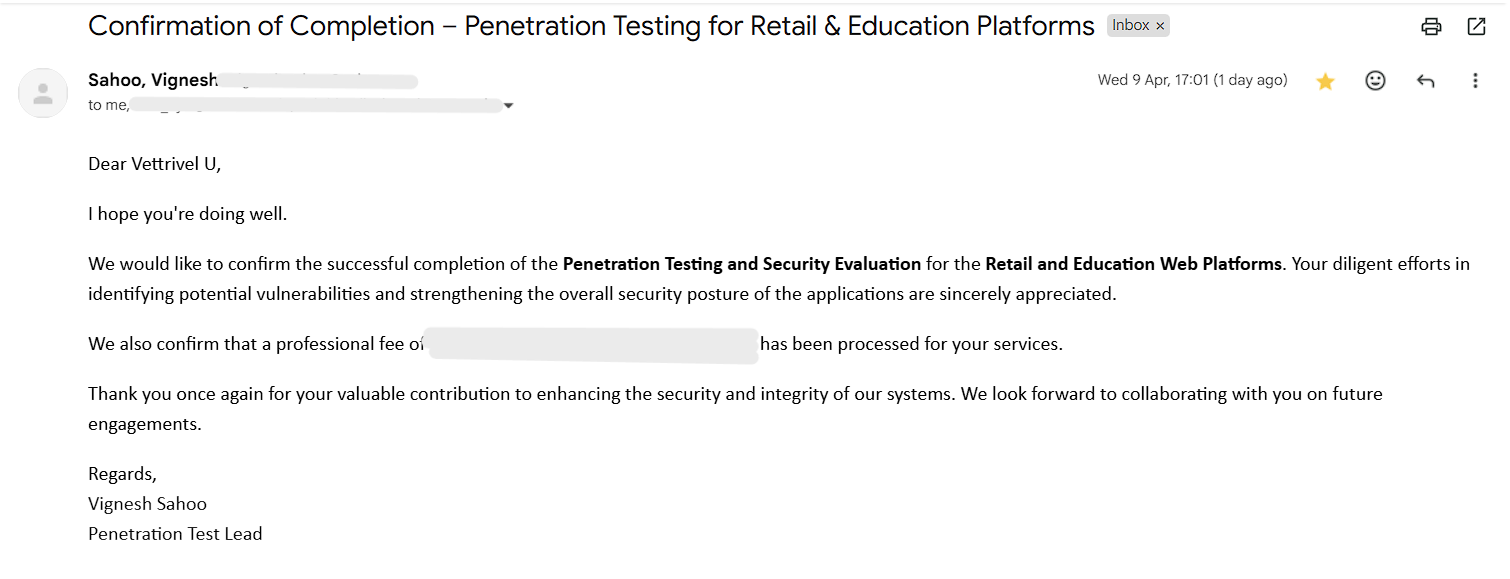 Confirmation of Completion – Penetration Testing for Retail & Education Platforms Inbox ×
Sahoo, Vignesh Wed 9 Apr, 17:01 (1 day ago)
to me,
Dear Vettrivel U,
I hope you're doing well.
We would like to confirm the successful completion of the Penetration Testing and Security Evaluation for the Retail and Education Web Platforms. Your diligent efforts in
identifying potential vulnerabilities and strengthening the overall security posture of the applications are sincerely appreciated.
We also confirm that a professional fee of has been processed for your services.
Thank you once again for your valuable contribution to enhancing the security and integrity of our systems. We look forward to collaborating with you on future
engagements.
Regards,
Vignesh Sahoo
Penetration Test Lead